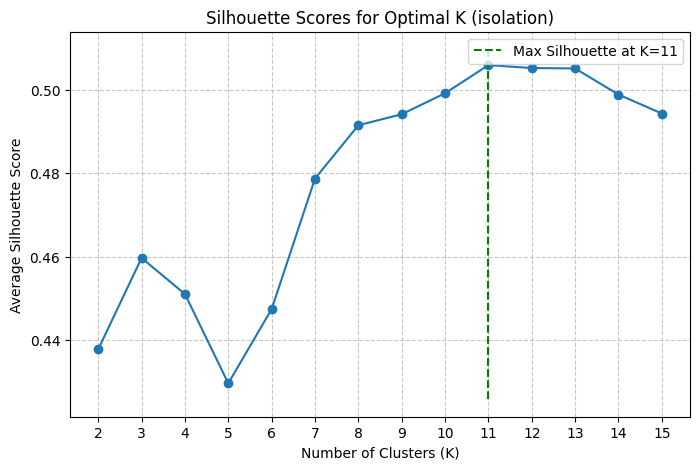 Silhouette Scores for Optimal K (isolation)
Max Silhouette at K=11
Average Silhouette Score
0.50
0.48
0.46
0.44
2 3 4 5 6 7 8 9 10 11 12 13 14 15
Number of Clusters (K)